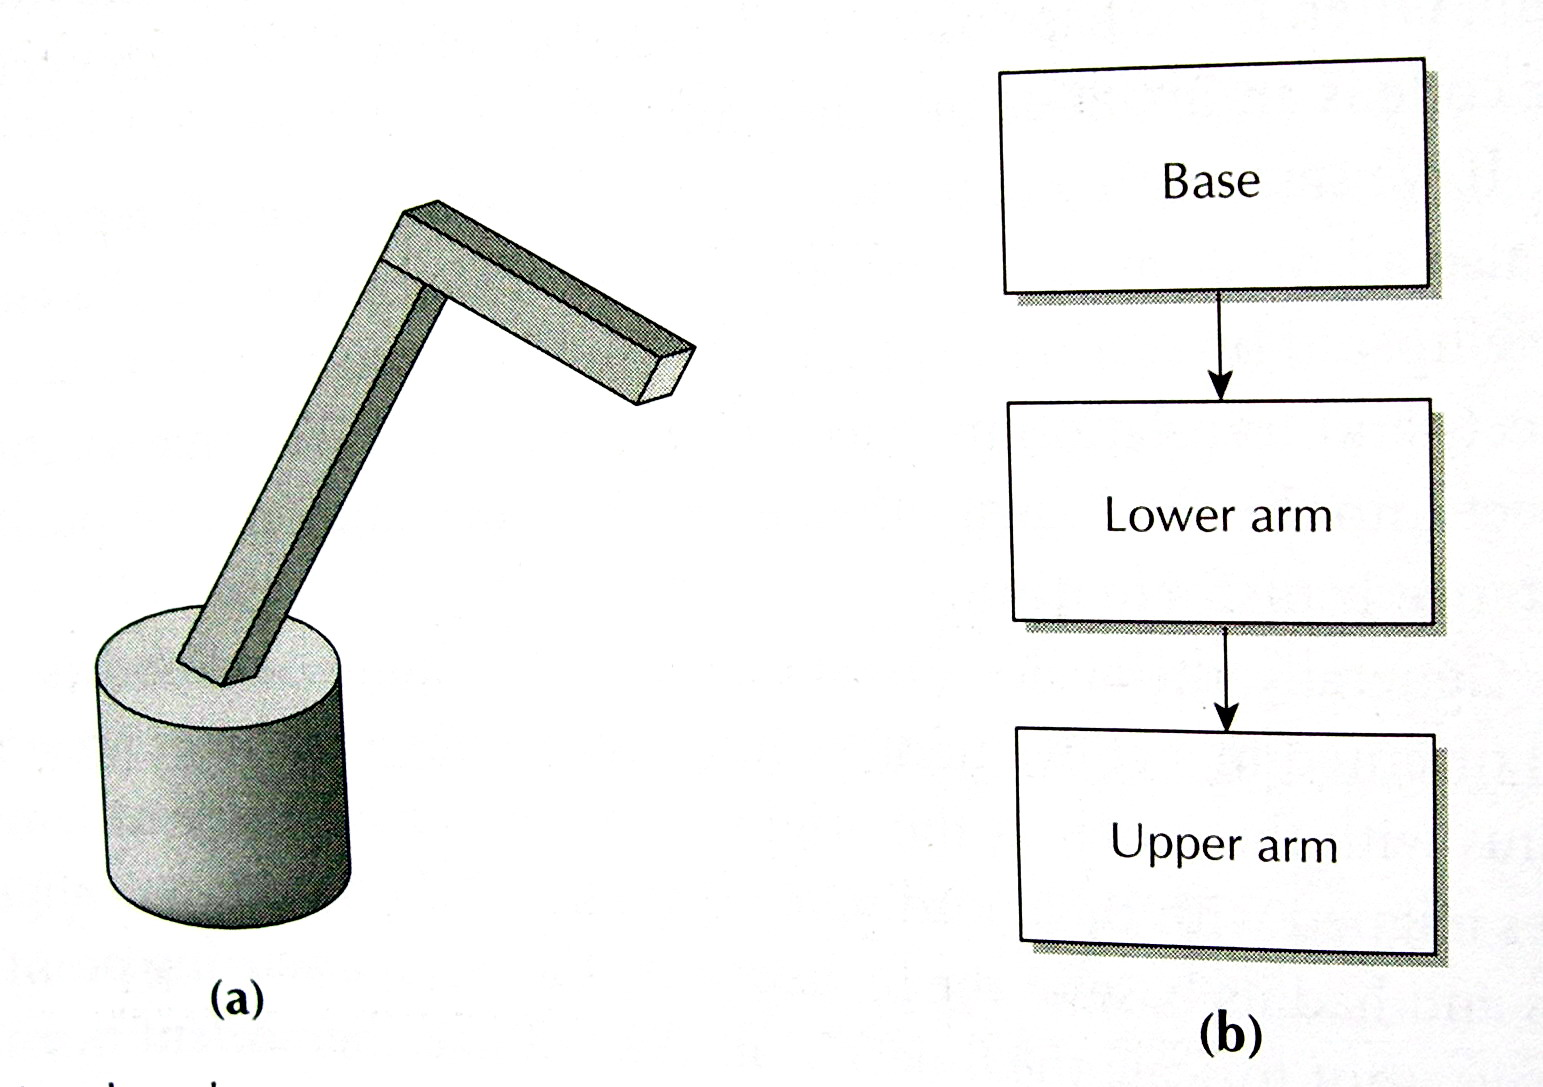 Base
Lower arm
Upper arm
(a)
(b)